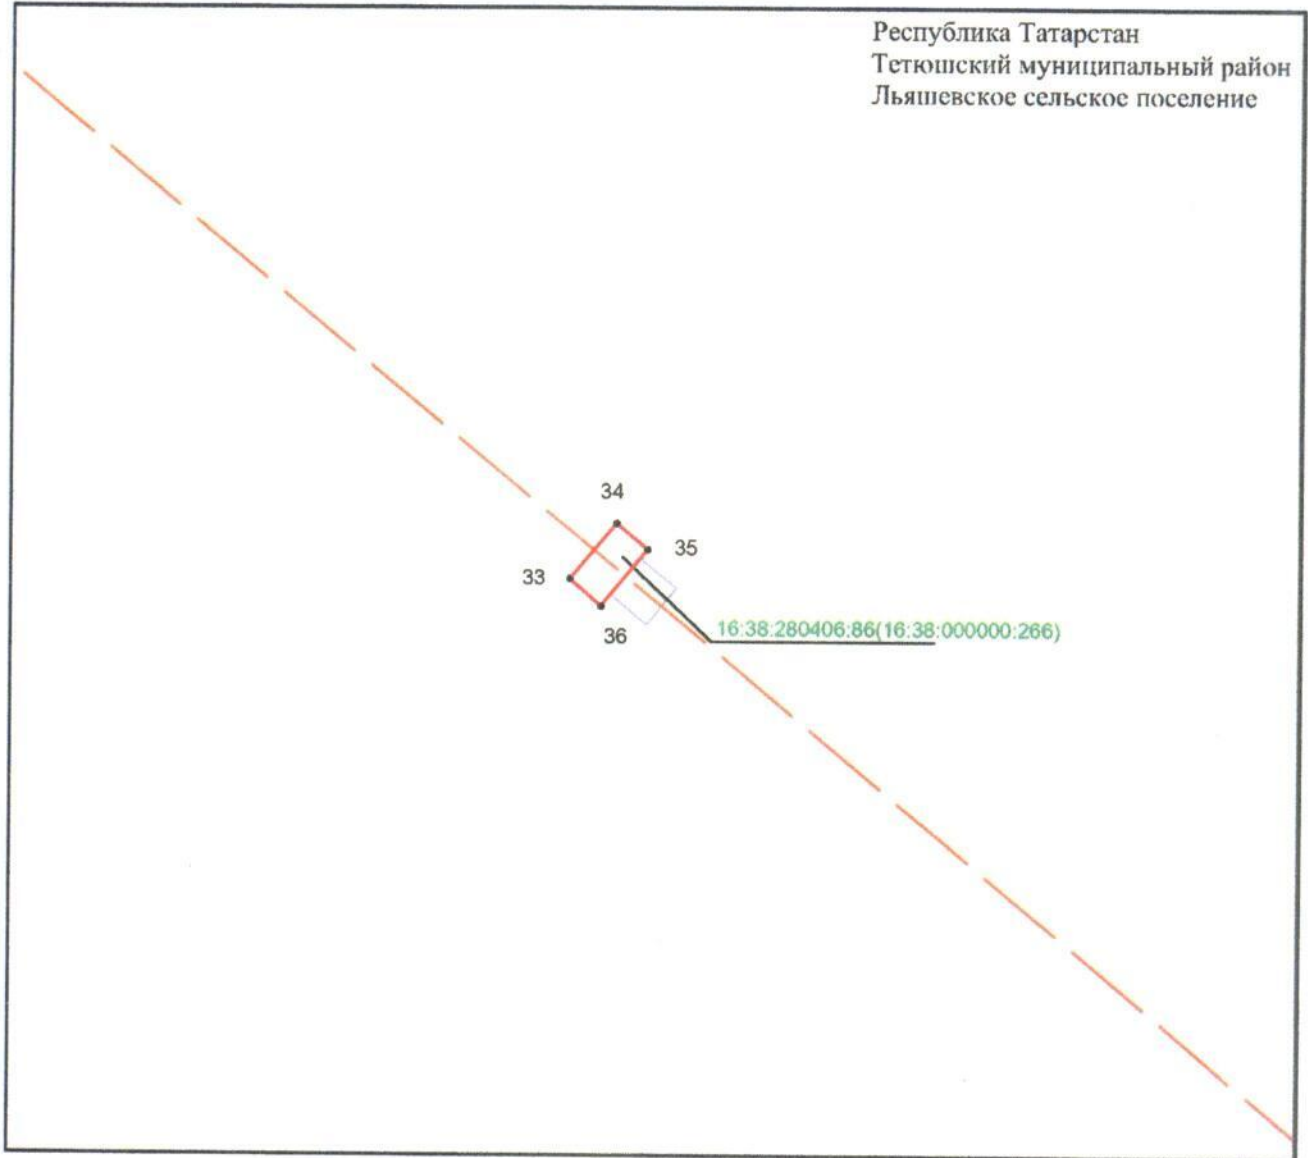 Республика Татарстан
Тетюшский муниципальный район
Льяшевское сельское поселение
34
35
33
36
16:38:280406:86(16:38:000000:266)